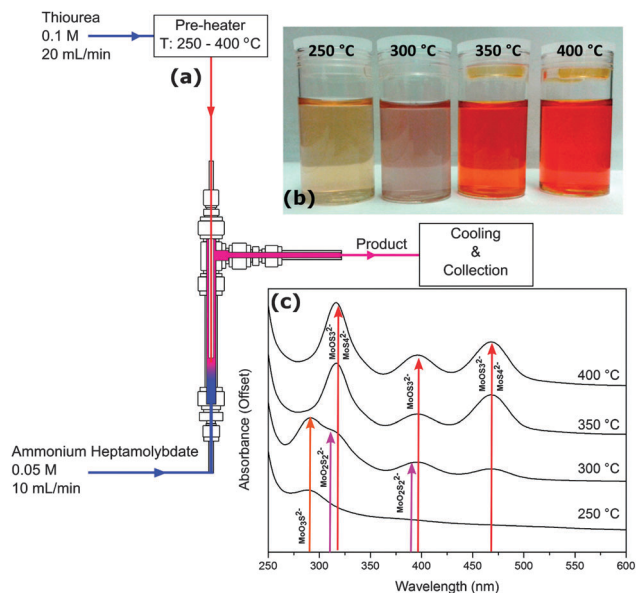 Thiourea
0.1 M
20 mL/min
Pre-heater
T: 250 - 400 °C
(a)
250 °C 300 °C 350 °C 400 °C
(b)
Product
Cooling
&
Collection
Ammonium Heptamolybdate
0.05 M
10 mL/min
(c)
Absorbance (Offset)
MoO3S2-
MoO2S22-
MoOS32-
MoS42-
MoO2S22-
MoOS32-
MoOS32-
MoS42-
400 °C
350 °C
300 °C
250 °C
250 300 350 400 450 500 550 600
Wavelength (nm)